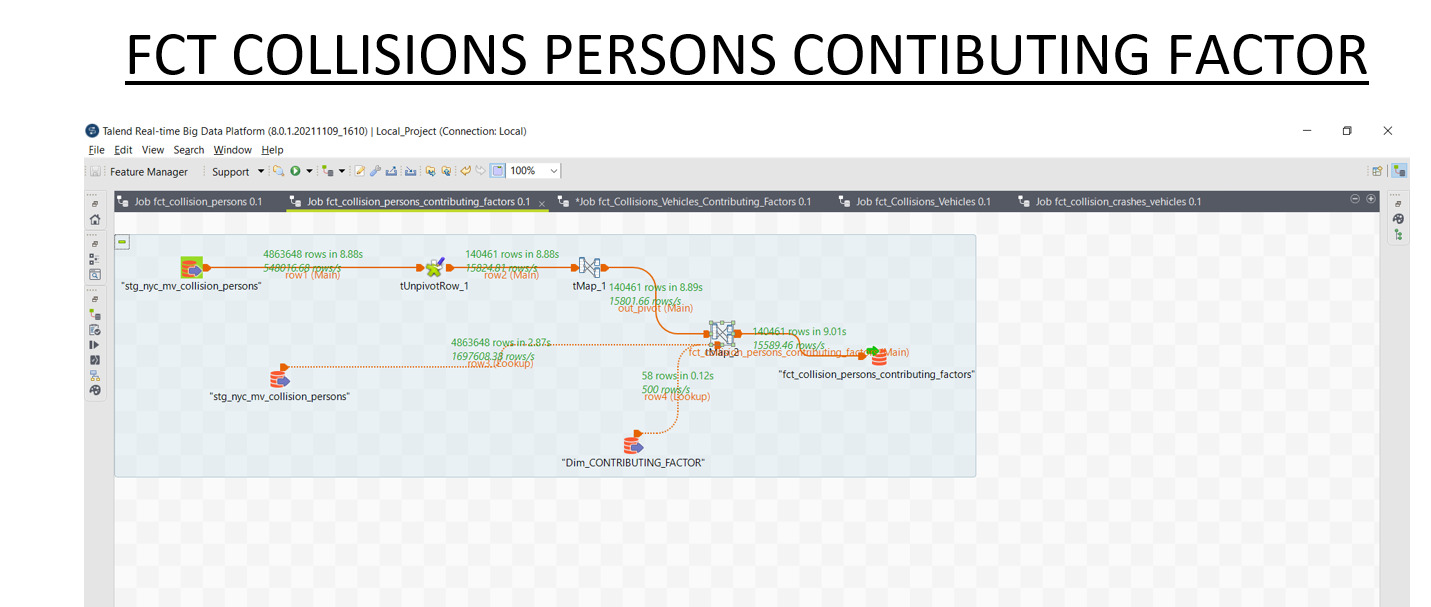 FCT COLLISIONS PERSONS CONTIBUTING FACTOR
Talend Real-time Big Data Platform (8.0.1.20211109_1610) | Local_Project (Connection: Local)
File Edit View Search Window Help
Feature Manager Support 100%
Job fct_collision_persons 0.1 Job fct_collision_persons_contributing_factors 0.1 *Job fct_Collisions_Vehicles_Contributing_Factors 0.1 Job fct_Collisions_Vehicles 0.1 Job fct_collision_crashes_vehicles 0.1
4863648 rows in 8.88s 140461 rows in 8.88s
548016.68 rows/s 15824.81 rows/s
row1 (Main) row2 (Main)
"stg_nyc_mv_collision_persons" tUnpivotRow_1 tMap_1
140461 rows in 8.89s
15801.66 rows/s
out_pivot (Main)
140461 rows in 9.01s
15589.46 rows/s
4863648 rows in 2.87s
1697608.38 rows/s
row3 (Lookup)
tMap_2
"fct_collision_persons_contributing_factors"
58 rows in 0.12s
500 rows/s
row4 (Lookup)
"stg_nyc_mv_collision_persons"
"Dim_CONTRIBUTING_FACTOR"